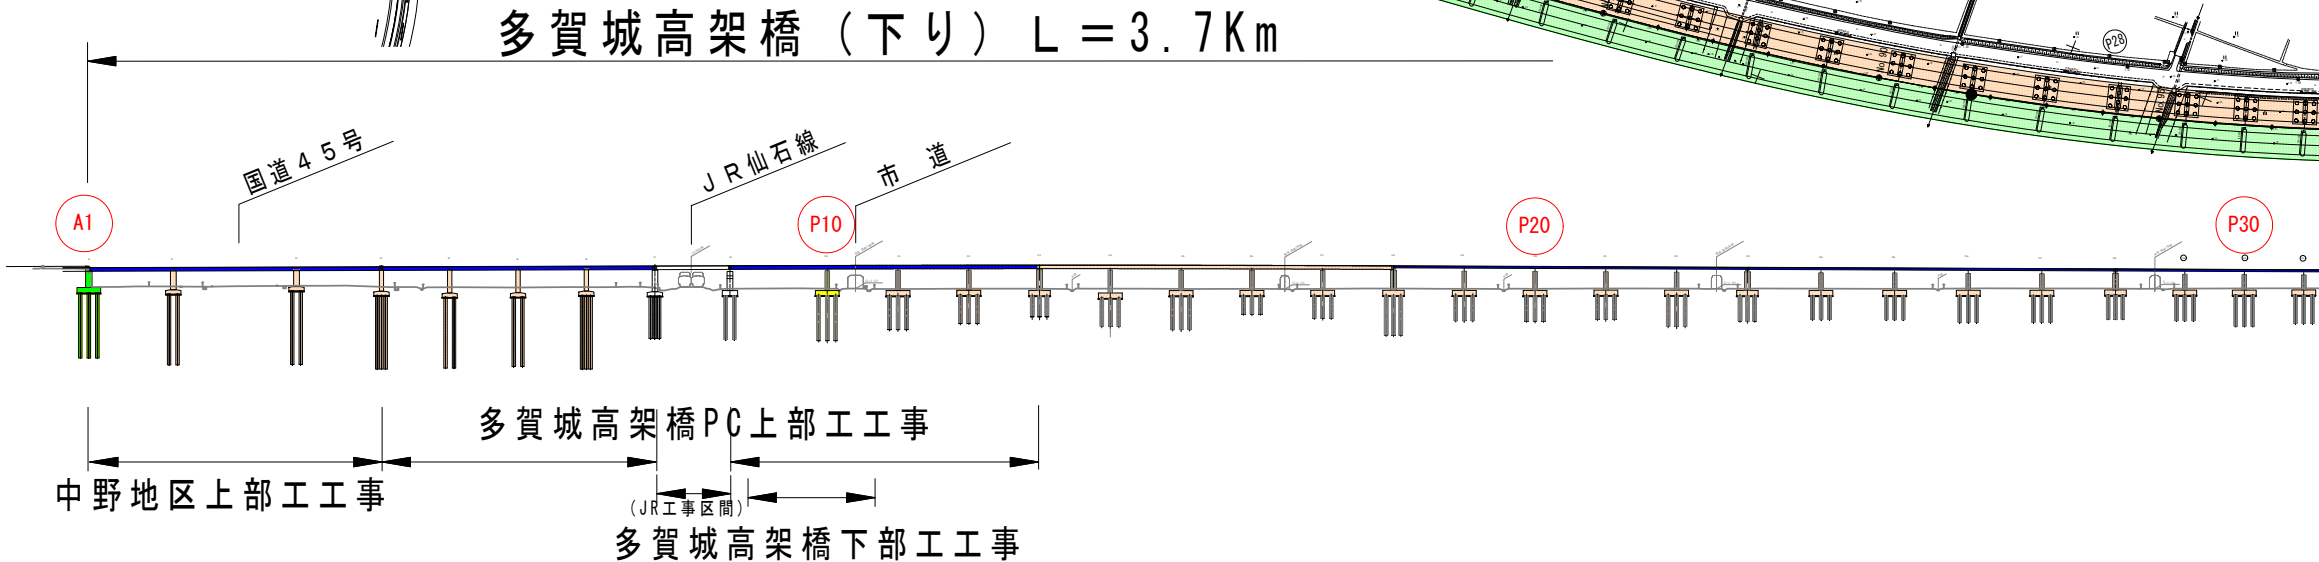 多賀城高架橋（下り）Ｌ＝3.7Km
P28
国道４５号
ＪＲ仙石線
市道
A1
P10
P20
P30
多賀城高架橋PC上部工工事
中野地区上部工工事
(JR工事区間)
多賀城高架橋下部工工事